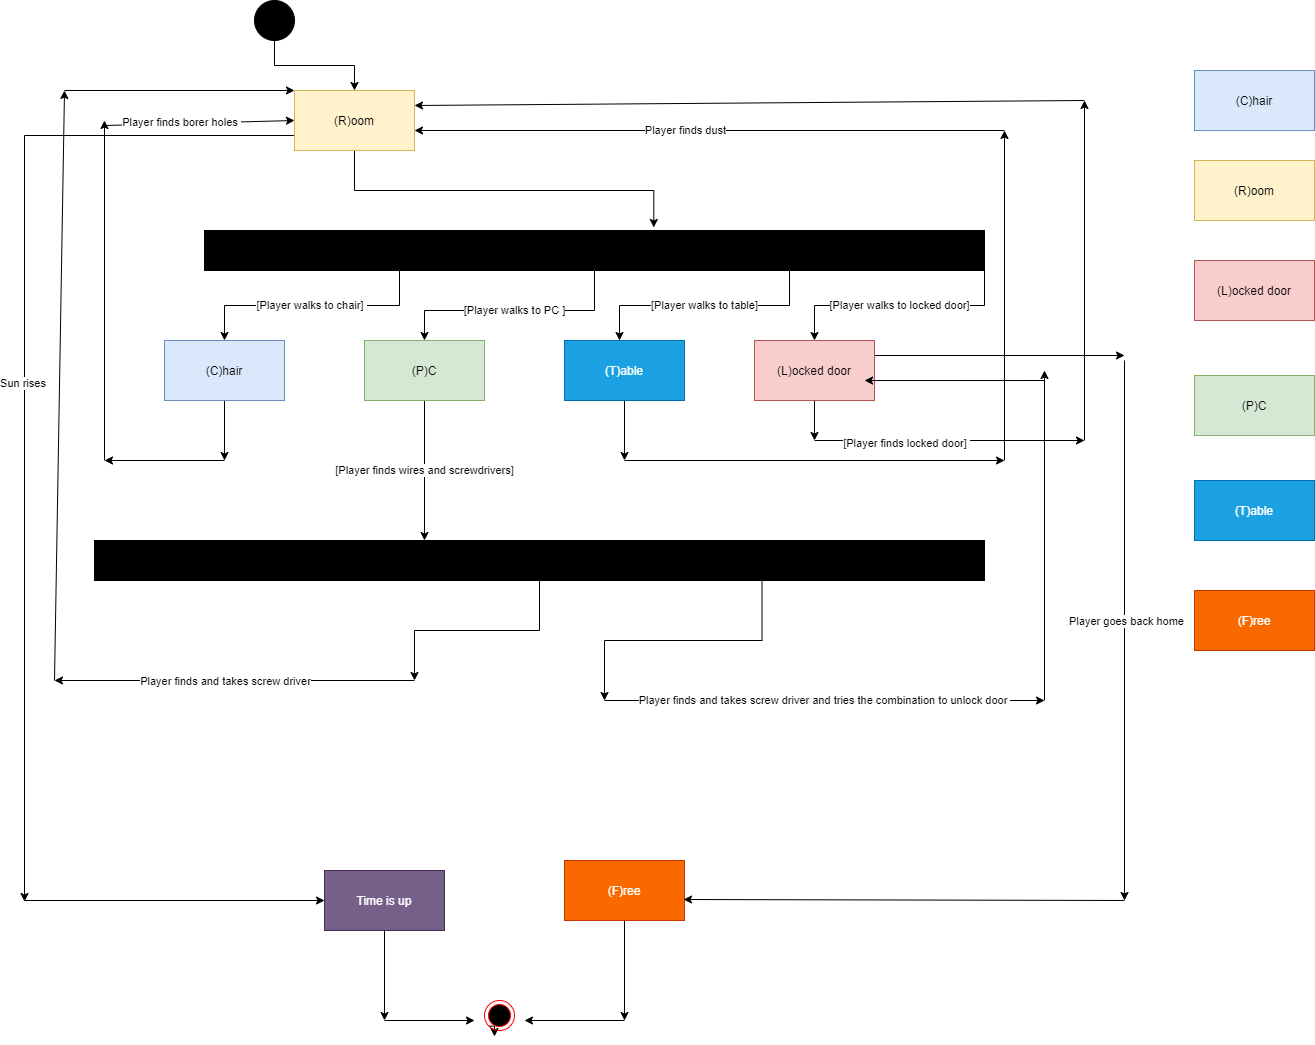 (C)hair
Player finds borer holes
(R)oom
Player finds dust
(R)oom
[Player walks to chair]
[Player walks to PC ]
[Player walks to table]
[Player walks to locked door]
(L)ocked door
Sun rises
(C)hair
(P)C
(T)able
(L)ocked door
(P)C
[Player finds locked door]
[Player finds wires and screwdrivers]
(T)able
Player goes back home
(F)ree
Player finds and takes screw driver
Player finds and takes screw driver and tries the combination to unlock door
Time is up
(F)ree